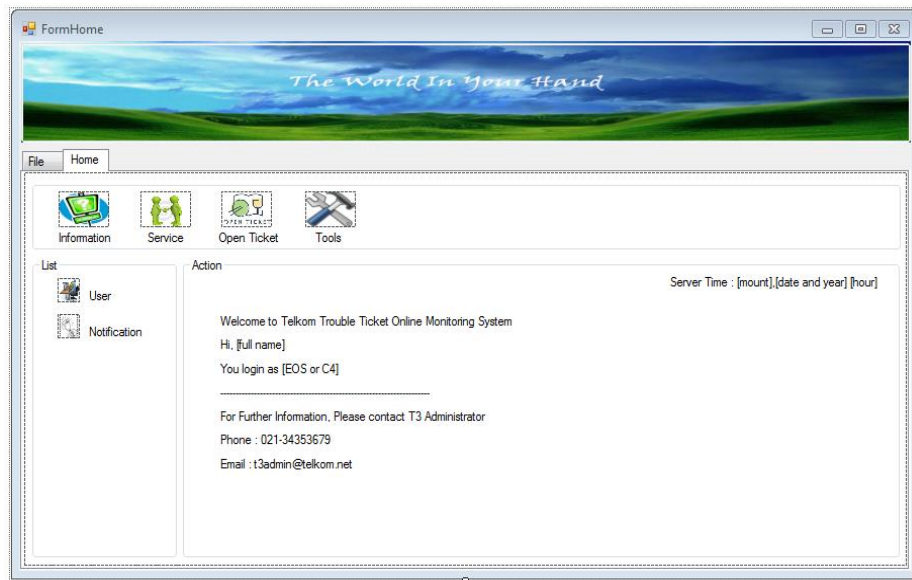 FormHome
The World In Your Hand
File Home
OPEN TICKET
Information Service Open Ticket Tools
List
User
Notification
Action
Server Time : [mount],[date and year] [hour]
Welcome to Telkom Trouble Ticket Online Monitoring System
Hi, [full name]
You login as [EOS or C4]
------------------------------------------------------------
For Further Information, Please contact T3 Administrator
Phone : 021-34353679
Email : t3admin@telkom.net